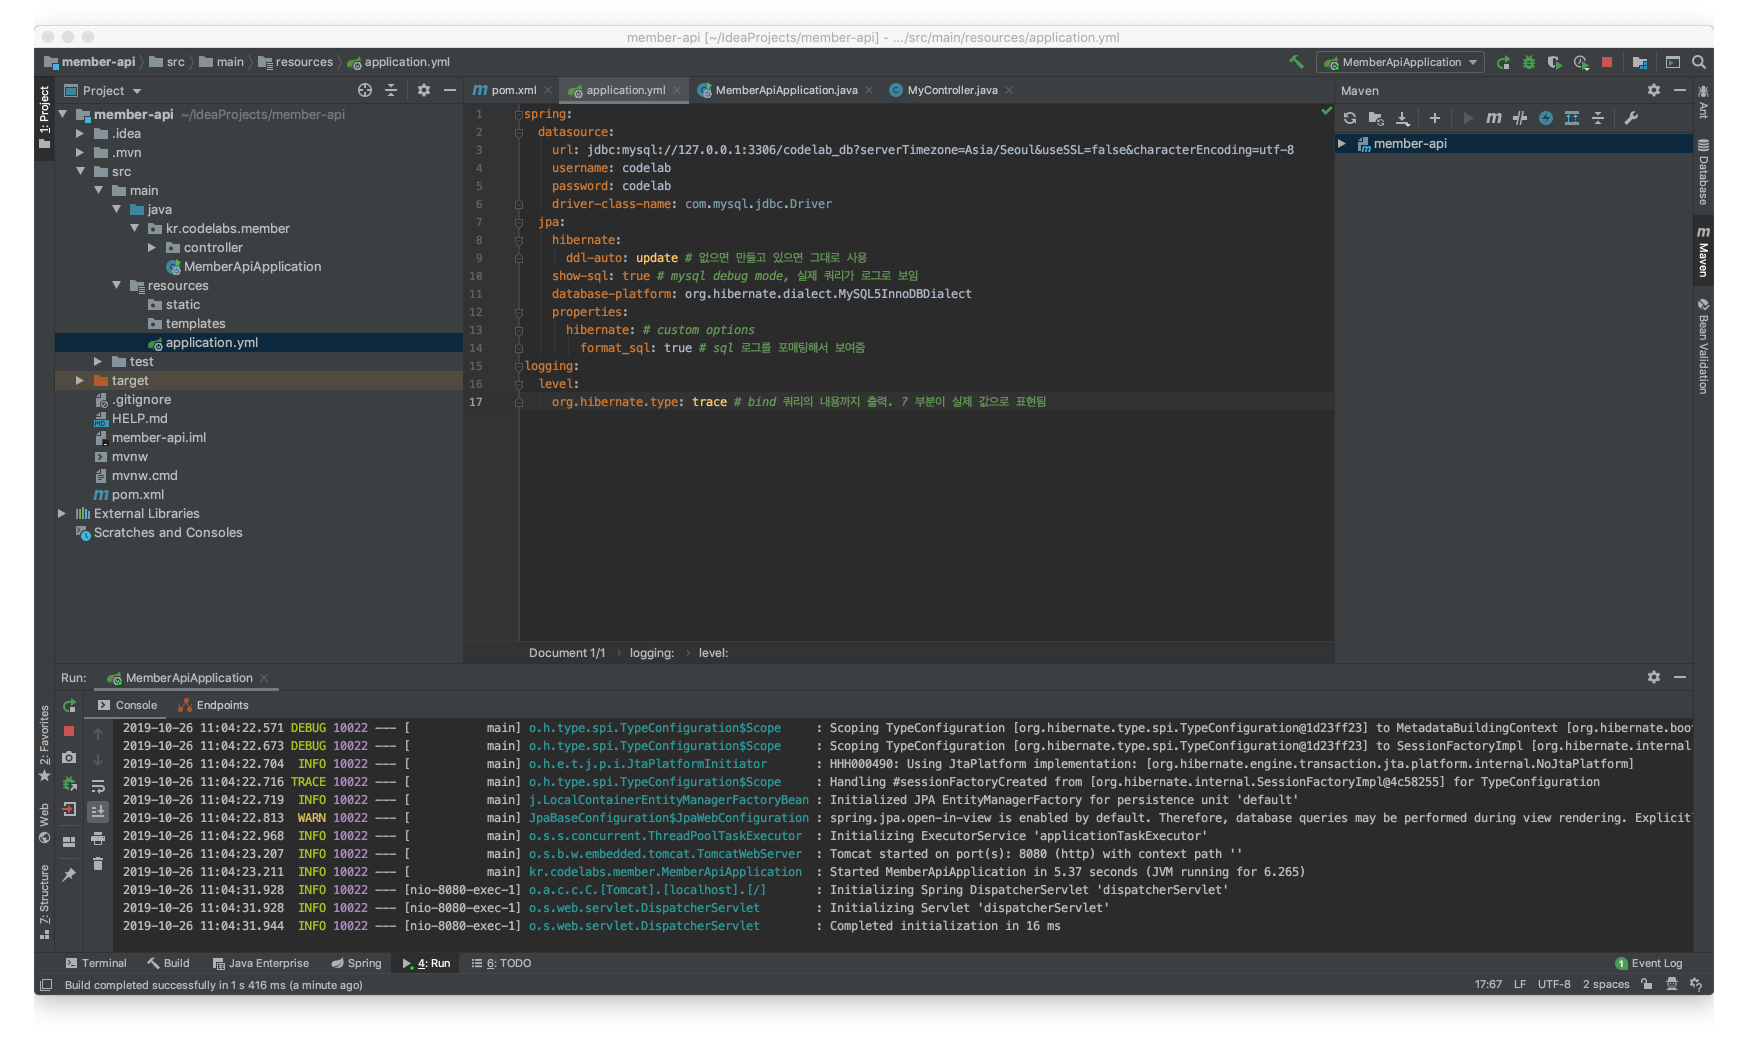 member-api [~/IdeaProjects/member-api] - .../src/main/resources/application.yml
member-api
src
main
resources
application.yml
MemberApiApplication
1: Project
Project
member-api ~/IdeaProjects/member-api
.idea
.mvn
src
main
java
kr.codelabs.member
controller
MemberApiApplication
resources
static
templates
application.yml
test
target
.gitignore
HELP.md
member-api.iml
mvnw
mvnw.cmd
pom.xml
External Libraries
Scratches and Consoles
pom.xml
application.yml
MemberApiApplication.java
MyController.java
1 spring:
2 datasource:
3 url: jdbc:mysql://127.0.0.1:3306/codelab_db?serverTimezone=Asia/Seoul&useSSL=false&characterEncoding=utf-8
4 username: codelab
5 password: codelab
6 driver-class-name: com.mysql.jdbc.Driver
7 jpa:
8 hibernate:
9 ddl-auto: update # 없으면 만들고 있으면 그대로 사용
10 show-sql: true # mysql debug mode, 실제 쿼리가 로그로 보임
11 database-platform: org.hibernate.dialect.MySQL5InnoDBDialect
12 properties:
13 hibernate: # custom options
14 format_sql: true # sql 로그를 포매팅해서 보여줌
15 logging:
16 level:
17 org.hibernate.type: trace # bind 쿼리의 내용까지 출력. ? 부분이 실제 값으로 표현됨
Document 1/1
logging:
level:
Maven
member-api
Ant
Database
Maven
Bean Validation
Run: MemberApiApplication
Console
Endpoints
2019-10-26 11:04:22.571 DEBUG 10022 --- [ main] o.h.type.spi.TypeConfiguration$Scope : Scoping TypeConfiguration [org.hibernate.type.spi.TypeConfiguration@1d23ff23] to MetadataBuildingContext [org.hibernate.boo
2019-10-26 11:04:22.673 DEBUG 10022 --- [ main] o.h.type.spi.TypeConfiguration$Scope : Scoping TypeConfiguration [org.hibernate.type.spi.TypeConfiguration@1d23ff23] to SessionFactoryImpl [org.hibernate.internal
2019-10-26 11:04:22.704 INFO 10022 --- [ main] o.h.e.t.j.p.i.JtaPlatformInitiator : HHH000490: Using JtaPlatform implementation: [org.hibernate.engine.transaction.jta.platform.internal.NoJtaPlatform]
2019-10-26 11:04:22.716 TRACE 10022 --- [ main] o.h.type.spi.TypeConfiguration$Scope : Handling #sessionFactoryCreated from [org.hibernate.internal.SessionFactoryImpl@4c58255] for TypeConfiguration
2019-10-26 11:04:22.719 INFO 10022 --- [ main] j.LocalContainerEntityManagerFactoryBean : Initialized JPA EntityManagerFactory for persistence unit 'default'
2019-10-26 11:04:22.813 WARN 10022 --- [ main] JpaBaseConfiguration$JpaWebConfiguration : spring.jpa.open-in-view is enabled by default. Therefore, database queries may be performed during view rendering. Explicit
2019-10-26 11:04:22.968 INFO 10022 --- [ main] o.s.s.concurrent.ThreadPoolTaskExecutor : Initializing ExecutorService 'applicationTaskExecutor'
2019-10-26 11:04:23.207 INFO 10022 --- [ main] o.s.b.w.embedded.tomcat.TomcatWebServer : Tomcat started on port(s): 8080 (http) with context path ''
2019-10-26 11:04:23.211 INFO 10022 --- [ main] kr.codelabs.member.MemberApiApplication : Started MemberApiApplication in 5.37 seconds (JVM running for 6.265)
2019-10-26 11:04:31.928 INFO 10022 --- [nio-8080-exec-1] o.a.c.c.C.[Tomcat].[localhost].[/] : Initializing Spring DispatcherServlet 'dispatcherServlet'
2019-10-26 11:04:31.928 INFO 10022 --- [nio-8080-exec-1] o.s.web.servlet.DispatcherServlet : Initializing Servlet 'dispatcherServlet'
2019-10-26 11:04:31.944 INFO 10022 --- [nio-8080-exec-1] o.s.web.servlet.DispatcherServlet : Completed initialization in 16 ms
2: Favorites
Web
Z: Structure
Terminal
Build
Java Enterprise
Spring
4: Run
6: TODO
1 Event Log
Build completed successfully in 1 s 416 ms (a minute ago)
17:67 LF UTF-8 2 spaces